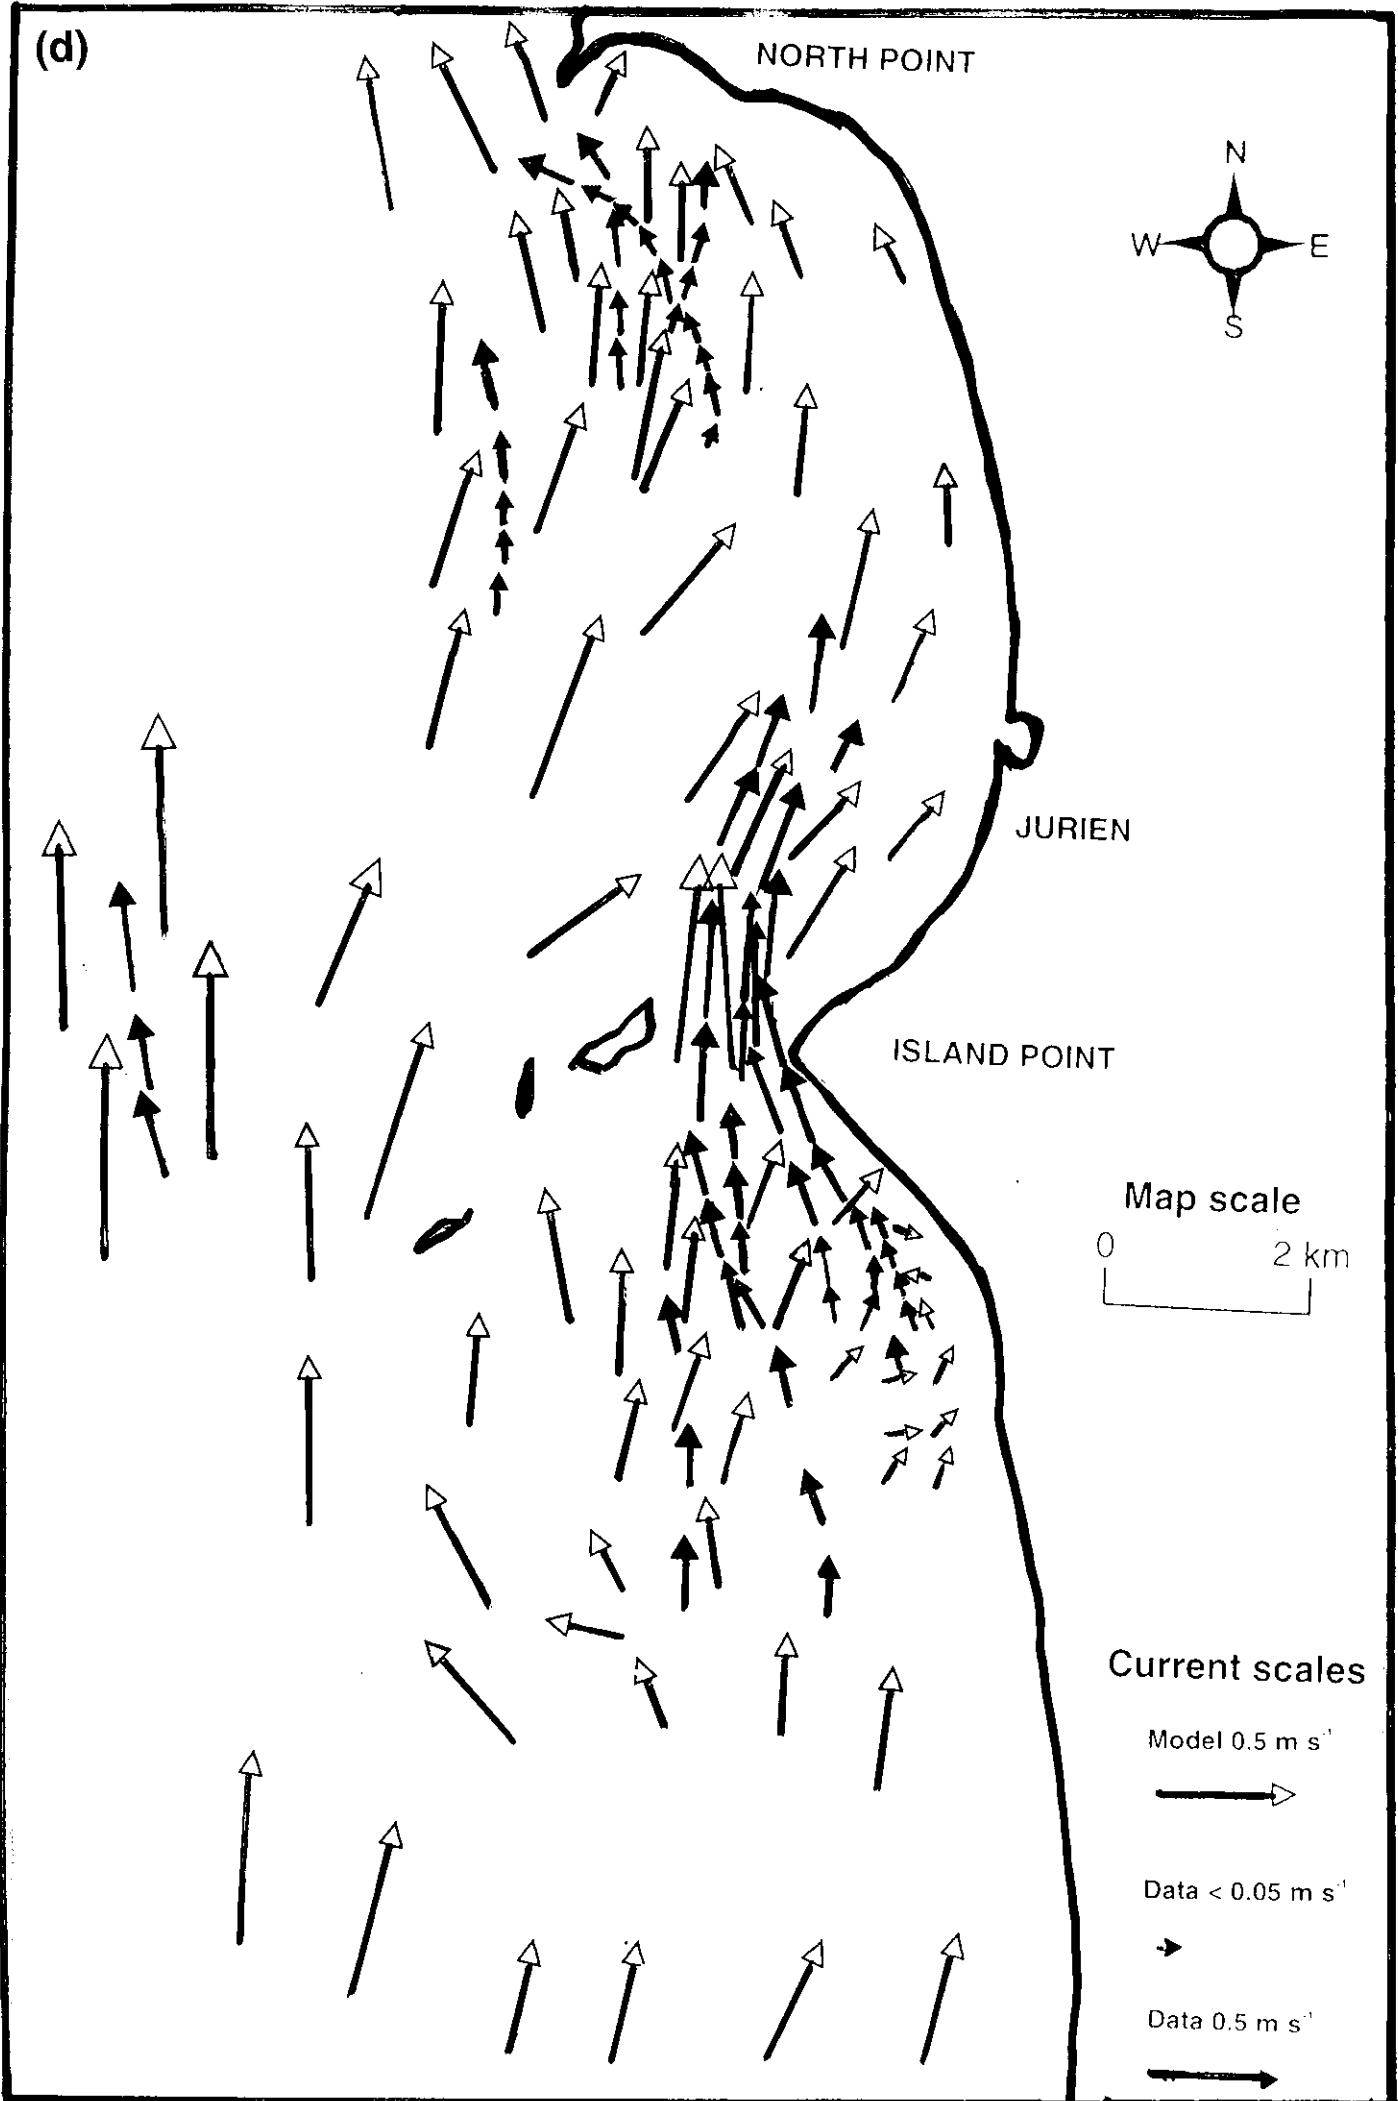 (d)
NORTH POINT
N
W E
S
JURIEN
ISLAND POINT
Map scale
0 2 km
Current scales
Model 0.5 m s⁻¹
Data < 0.05 m s⁻¹
Data 0.5 m s⁻¹